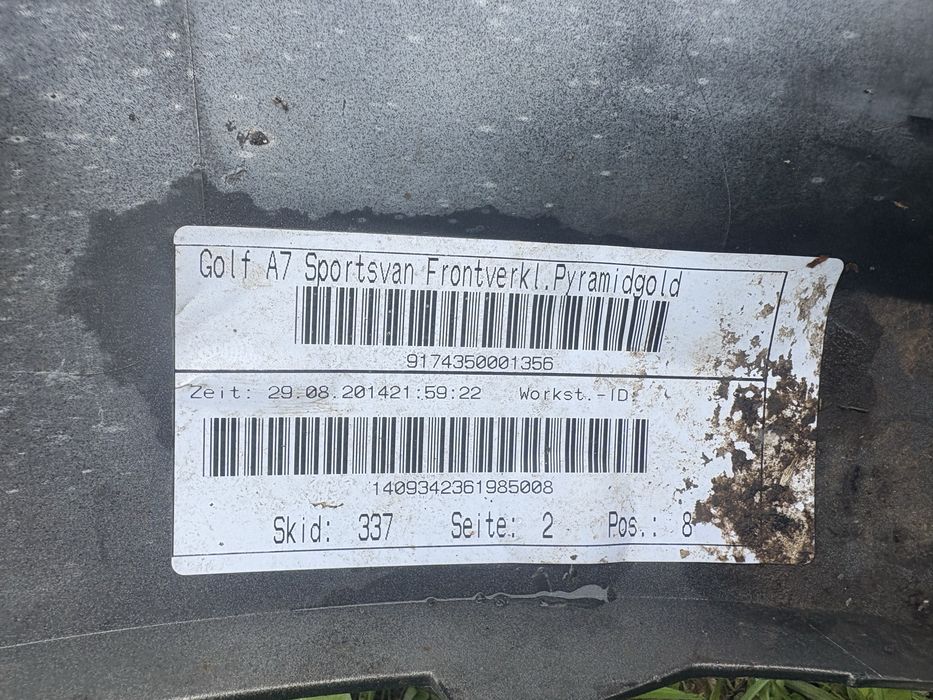 Golf A7 Sportsvan Frontverkl.Pyramidgold
9174350001356
Zeit: 29.08.201421:59:22 Workst.-ID:
1409342361985008
Skid: 337 Seite: 2 Pos.: 8